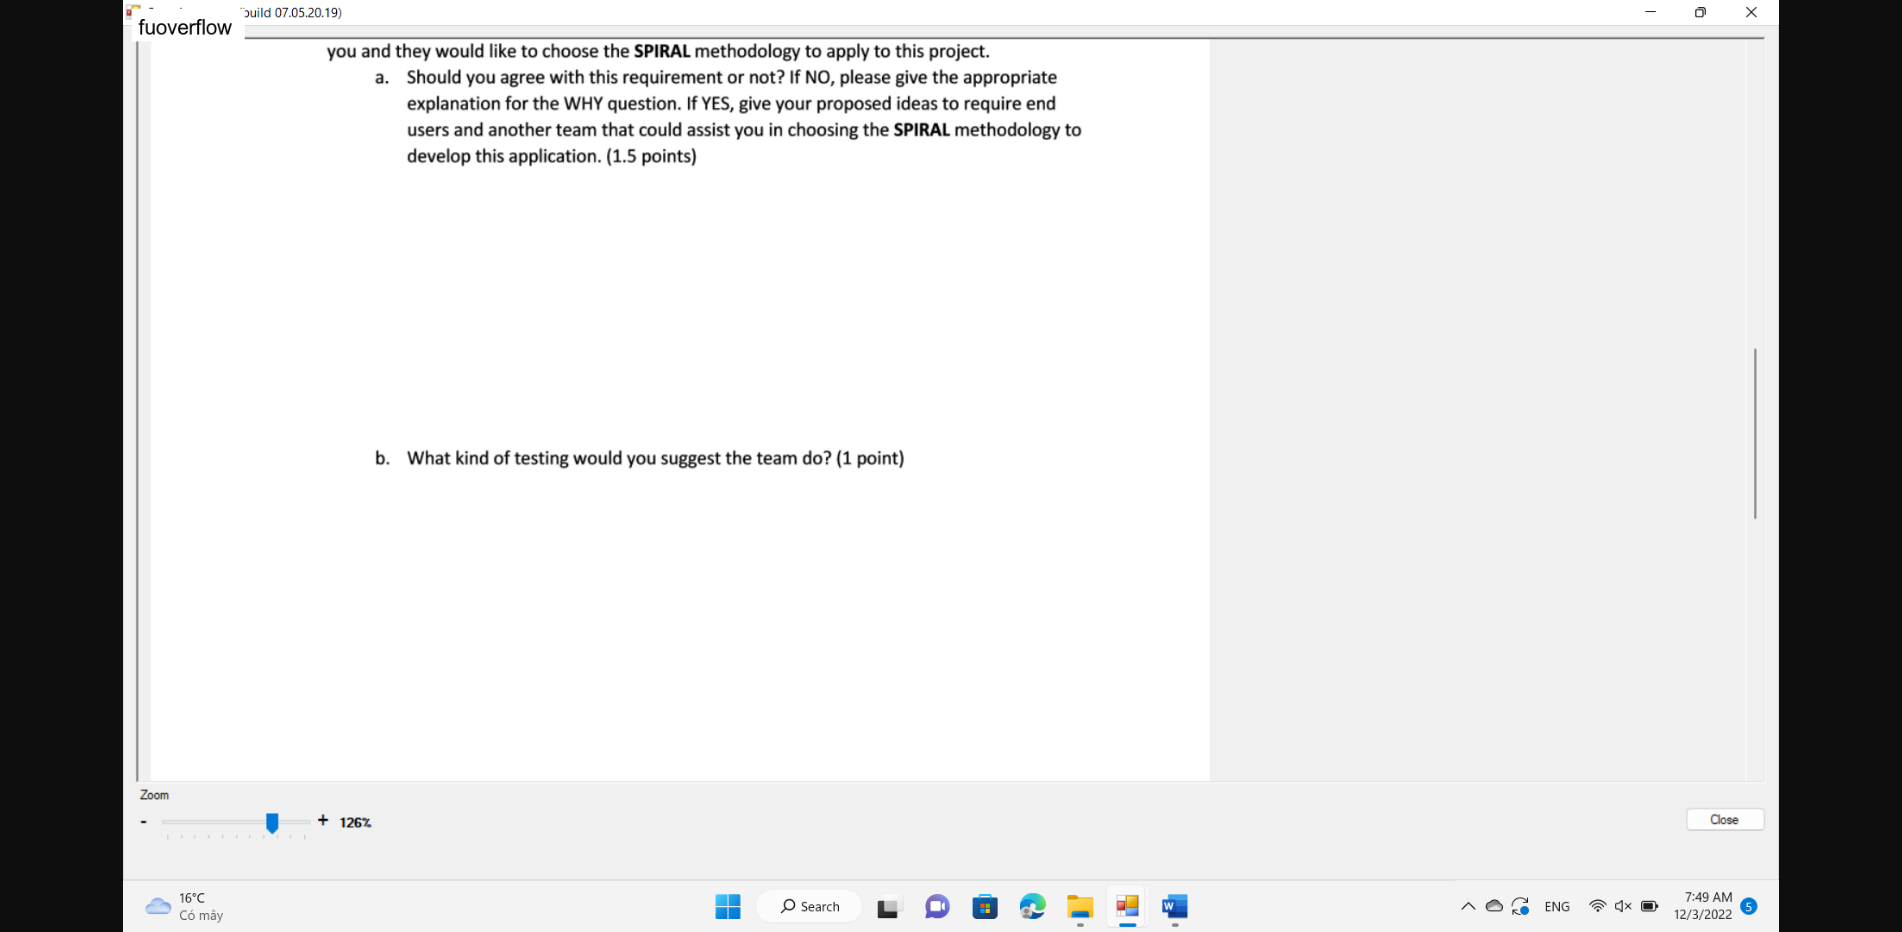 build 07.05.20.19)
fuoverflow
you and they would like to choose the SPIRAL methodology to apply to this project.
a. Should you agree with this requirement or not? If NO, please give the appropriate
explanation for the WHY question. If YES, give your proposed ideas to require end
users and another team that could assist you in choosing the SPIRAL methodology to
develop this application. (1.5 points)
b. What kind of testing would you suggest the team do? (1 point)
Zoom
- + 126%
Close
16°C
Có mây
Search
ENG
7:49 AM
12/3/2022
5